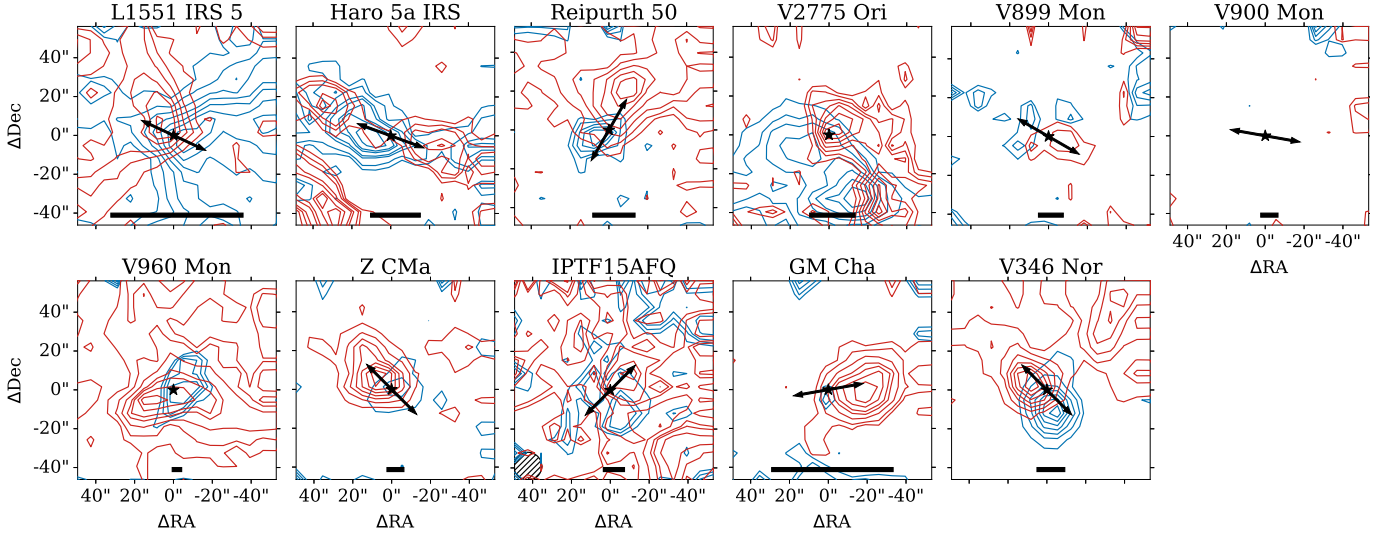 L1551 IRS 5 Haro 5a IRS Reipurth 50 V2775 Ori V899 Mon V900 Mon
40"
20"
0"
-20"
-40"
ΔDec
40" 20" 0" -20" -40"
ΔRA
V960 Mon Z CMa IPTF15AFQ GM Cha V346 Nor
40"
20"
0"
-20"
-40"
ΔDec
40" 20" 0" -20" -40" 40" 20" 0" -20" -40" 40" 20" 0" -20" -40" 40" 20" 0" -20" -40"
ΔRA ΔRA ΔRA ΔRA